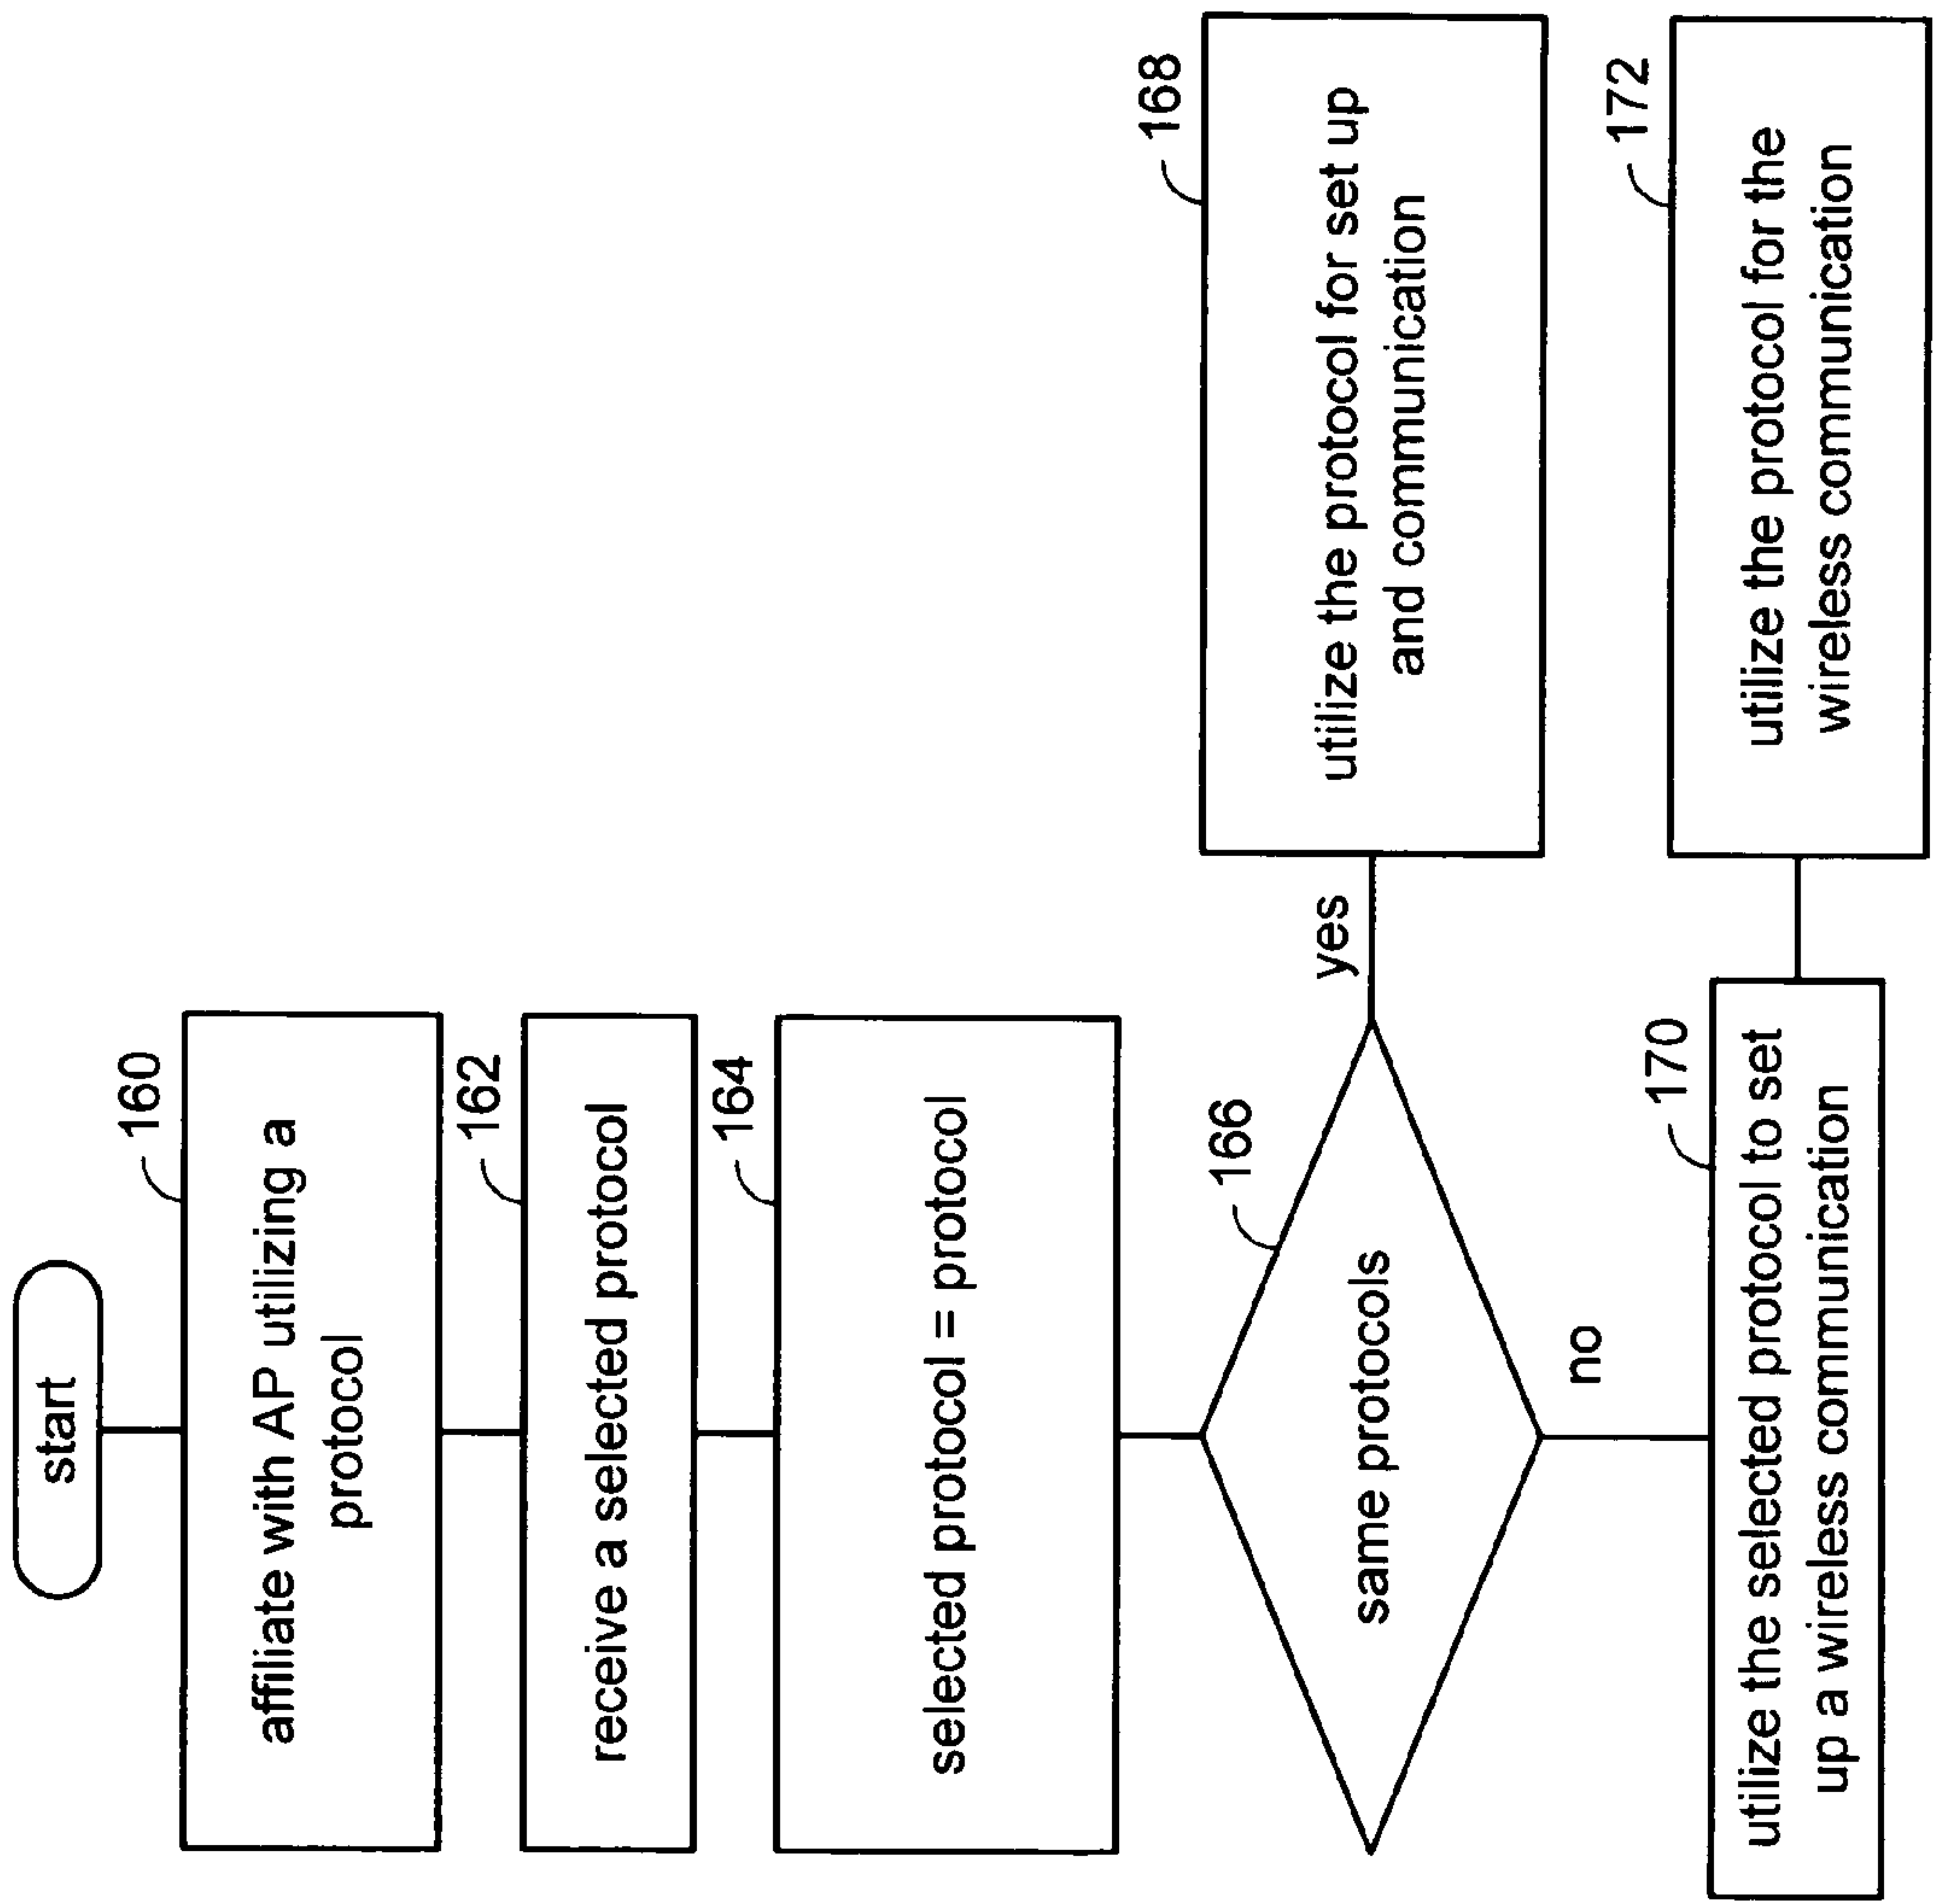 start
160
affiliate with AP utilizing a
protocol
162
receive a selected protocol
164
selected protocol = protocol
166
same protocols
yes
168
utilize the protocol for set up
and communication
no
170
utilize the selected protocol to set
up a wireless communication
172
utilize the protocol for the
wireless communication